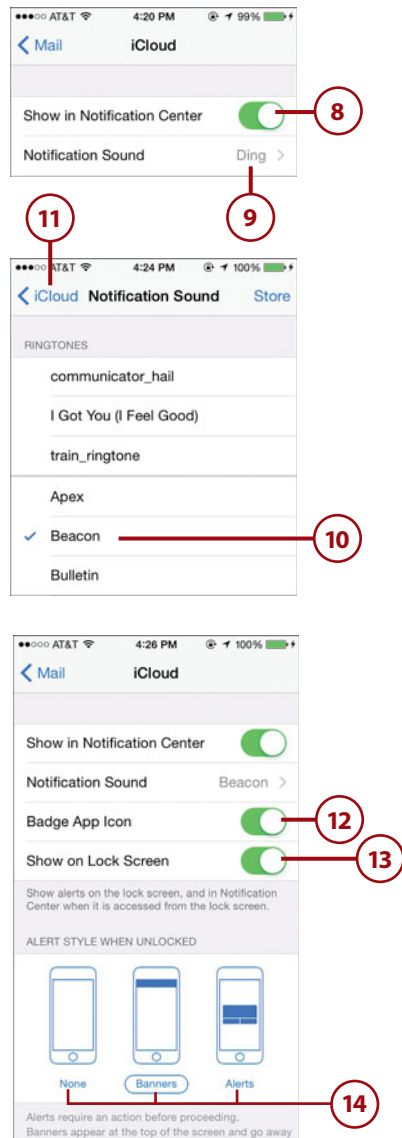 AT&T 4:20 PM 99%
Mail iCloud
Show in Notification Center
8
Notification Sound Ding
11
9
AT&T 4:24 PM 100%
iCloud Notification Sound Store
RINGTONES
communicator_hail
I Got You (I Feel Good)
train_ringtone
Apex
Beacon
10
Bulletin
AT&T 4:26 PM 100%
Mail iCloud
Show in Notification Center
Notification Sound Beacon
Badge App Icon
12
Show on Lock Screen
13
Show alerts on the lock screen, and in Notification
Center when it is accessed from the lock screen.
ALERT STYLE WHEN UNLOCKED
None Banners Alerts
14
Alerts require an action before proceeding.
Banners appear at the top of the screen and go away